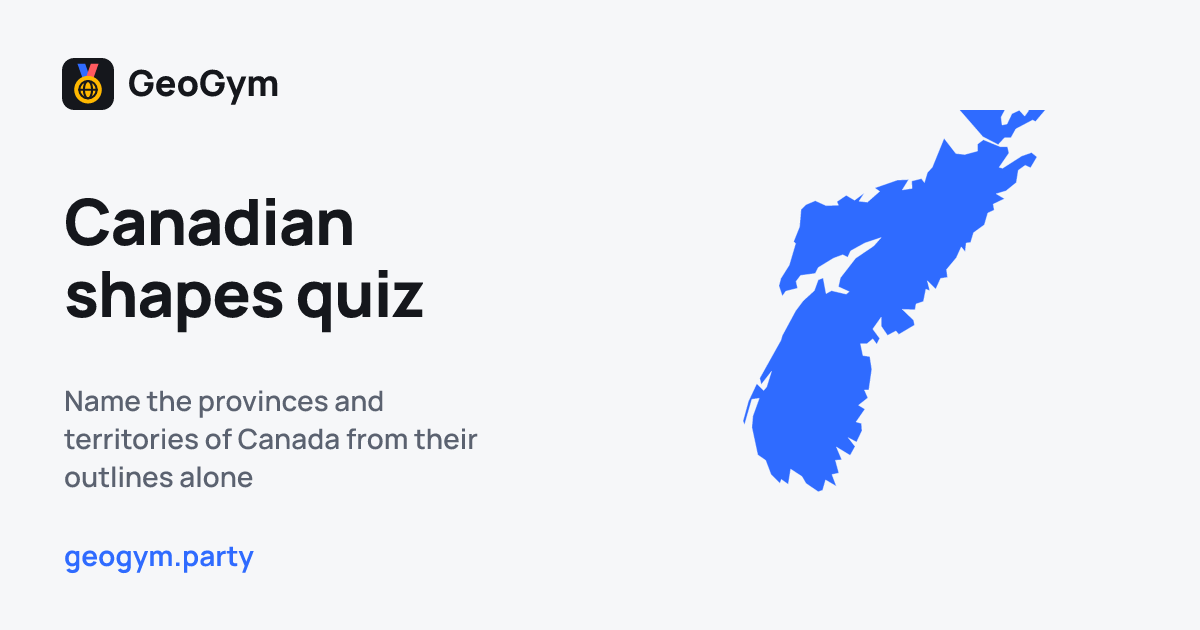 GeoGym
Canadian
shapes quiz
Name the provinces and
territories of Canada from their
outlines alone
geogym.party